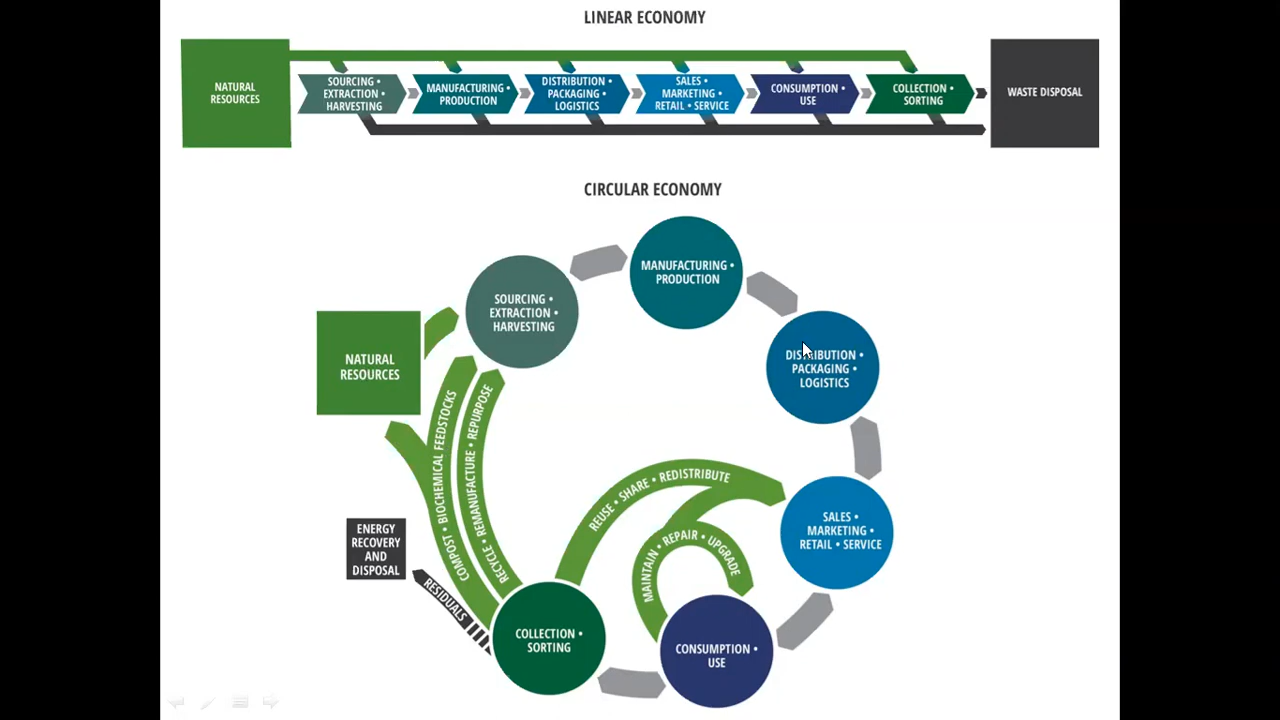 LINEAR ECONOMY
NATURAL
RESOURCES
SOURCING •
EXTRACTION •
HARVESTING
MANUFACTURING •
PRODUCTION
DISTRIBUTION •
PACKAGING •
LOGISTICS
SALES •
MARKETING •
RETAIL • SERVICE
CONSUMPTION •
USE
COLLECTION •
SORTING
WASTE DISPOSAL
CIRCULAR ECONOMY
MANUFACTURING •
PRODUCTION
SOURCING •
EXTRACTION •
HARVESTING
DISTRIBUTION •
PACKAGING •
LOGISTICS
NATURAL
RESOURCES
COMPOST • BIOCHEMICAL FEEDSTOCKS
RECYCLE • REMANUFACTURE • REPURPOSE
REUSE • SHARE • REDISTRIBUTE
MAINTAIN • REPAIR • UPGRADE
SALES •
MARKETING •
RETAIL • SERVICE
ENERGY
RECOVERY
AND
DISPOSAL
RESIDUALS
COLLECTION •
SORTING
CONSUMPTION •
USE